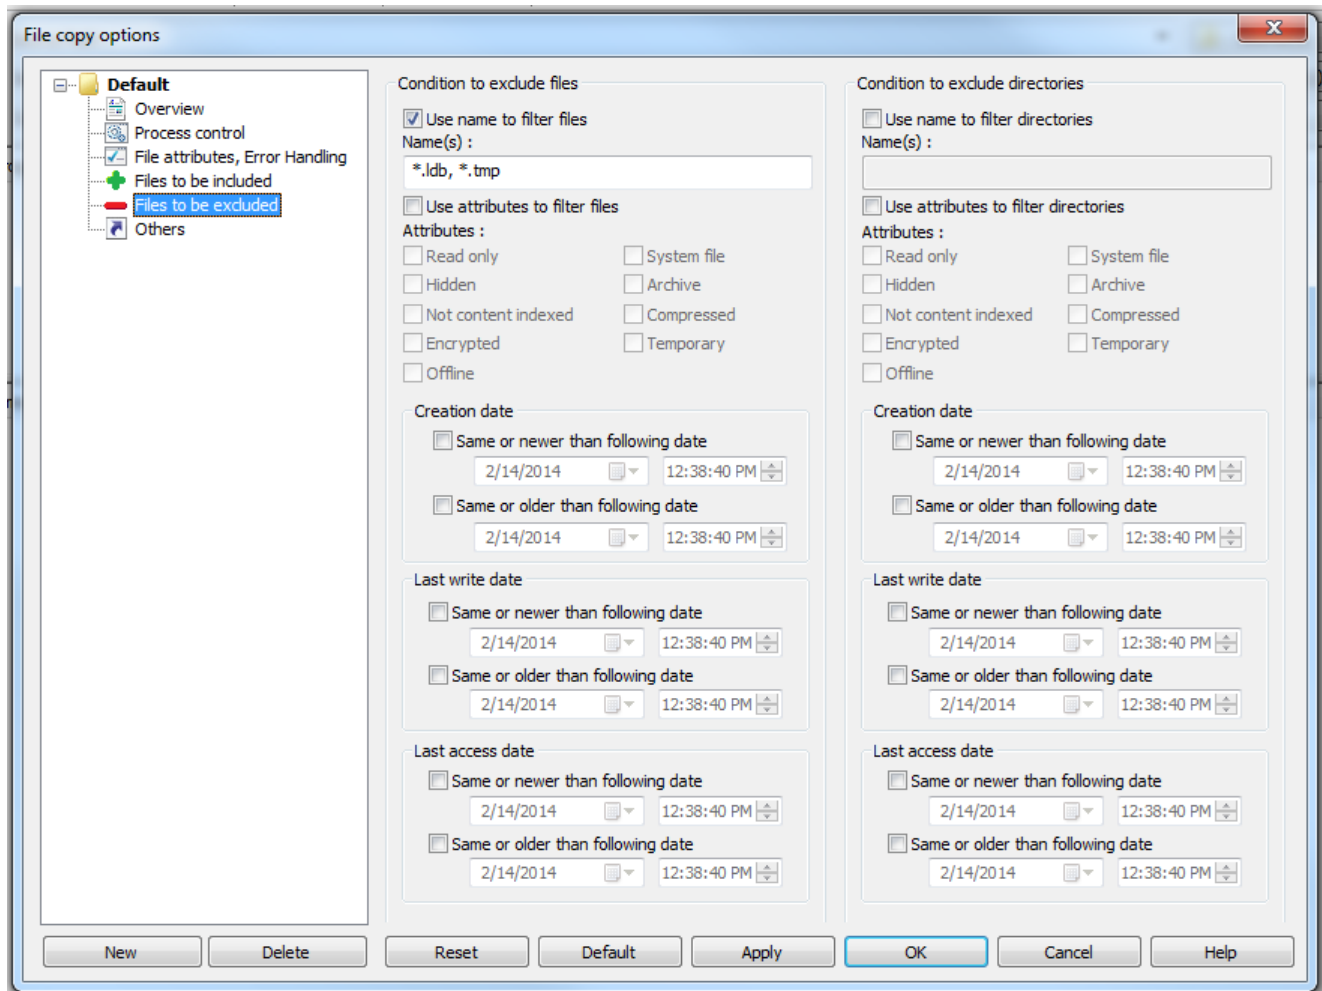 File copy options
Default
Overview
Process control
File attributes, Error Handling
Files to be included
Files to be excluded
Others
Condition to exclude files
Use name to filter files
Name(s) :
*.ldb, *.tmp
Use attributes to filter files
Attributes :
Read only System file
Hidden Archive
Not content indexed Compressed
Encrypted Temporary
Offline
Creation date
Same or newer than following date
2/14/2014 12:38:40 PM
Same or older than following date
2/14/2014 12:38:40 PM
Last write date
Same or newer than following date
2/14/2014 12:38:40 PM
Same or older than following date
2/14/2014 12:38:40 PM
Last access date
Same or newer than following date
2/14/2014 12:38:40 PM
Same or older than following date
2/14/2014 12:38:40 PM
Condition to exclude directories
Use name to filter directories
Name(s) :
Use attributes to filter directories
Attributes :
Read only System file
Hidden Archive
Not content indexed Compressed
Encrypted Temporary
Offline
Creation date
Same or newer than following date
2/14/2014 12:38:40 PM
Same or older than following date
2/14/2014 12:38:40 PM
Last write date
Same or newer than following date
2/14/2014 12:38:40 PM
Same or older than following date
2/14/2014 12:38:40 PM
Last access date
Same or newer than following date
2/14/2014 12:38:40 PM
Same or older than following date
2/14/2014 12:38:40 PM
New Delete Reset Default Apply OK Cancel Help